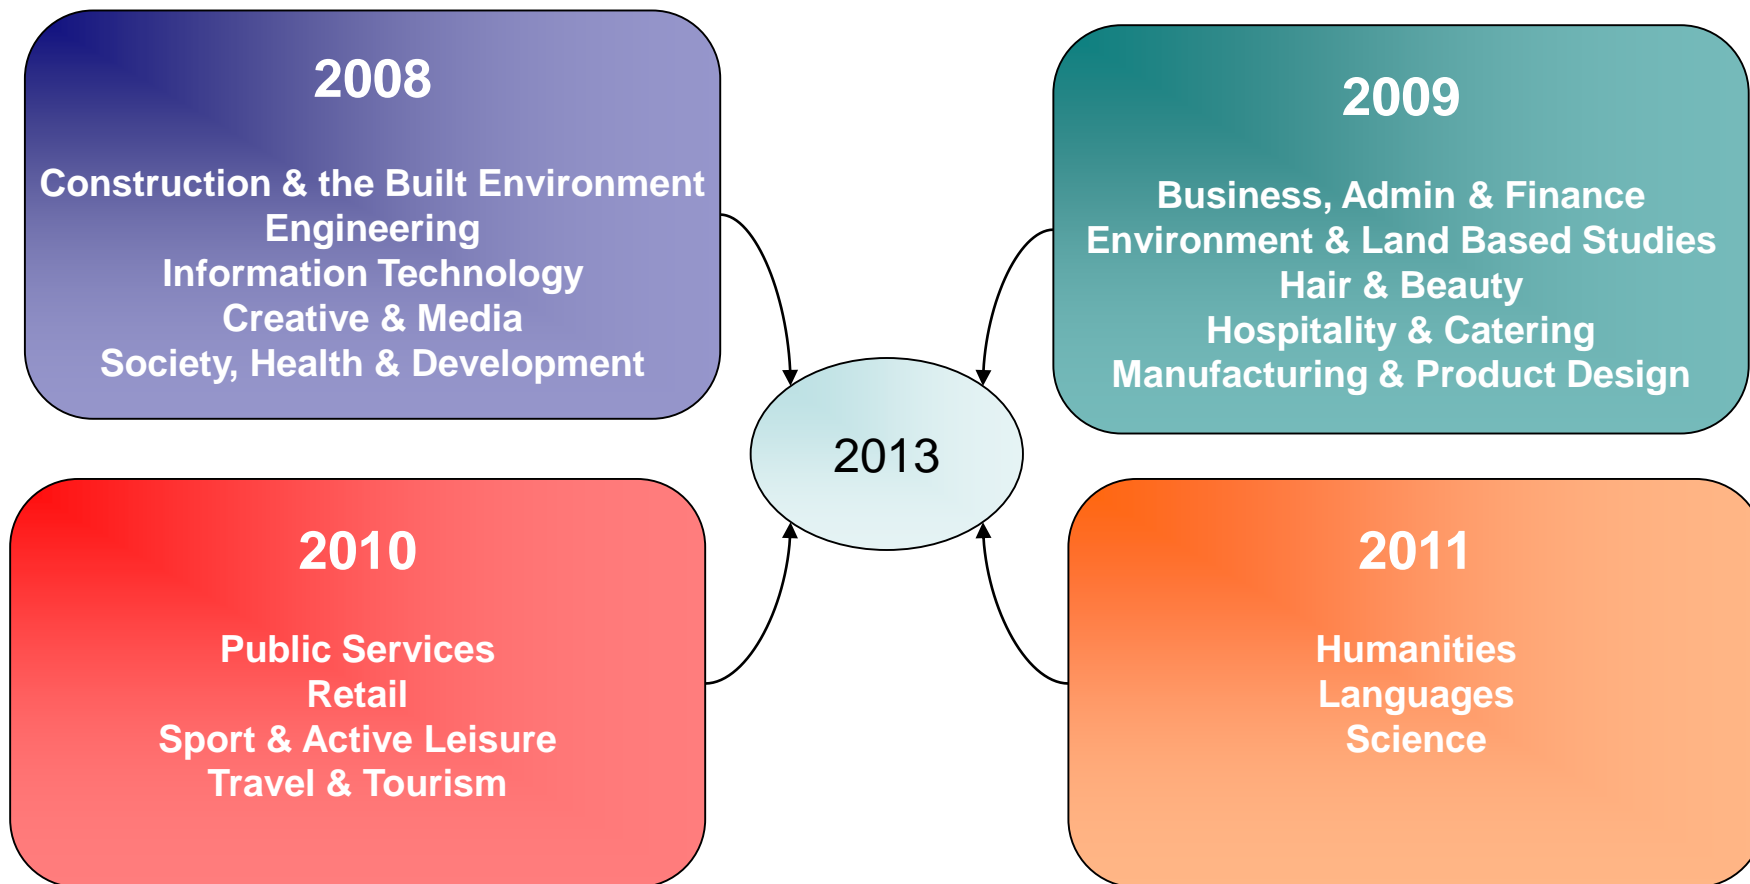 2008
Construction & the Built Environment
Engineering
Information Technology
Creative & Media
Society, Health & Development
2009
Business, Admin & Finance
Environment & Land Based Studies
Hair & Beauty
Hospitality & Catering
Manufacturing & Product Design
2013
2010
Public Services
Retail
Sport & Active Leisure
Travel & Tourism
2011
Humanities
Languages
Science